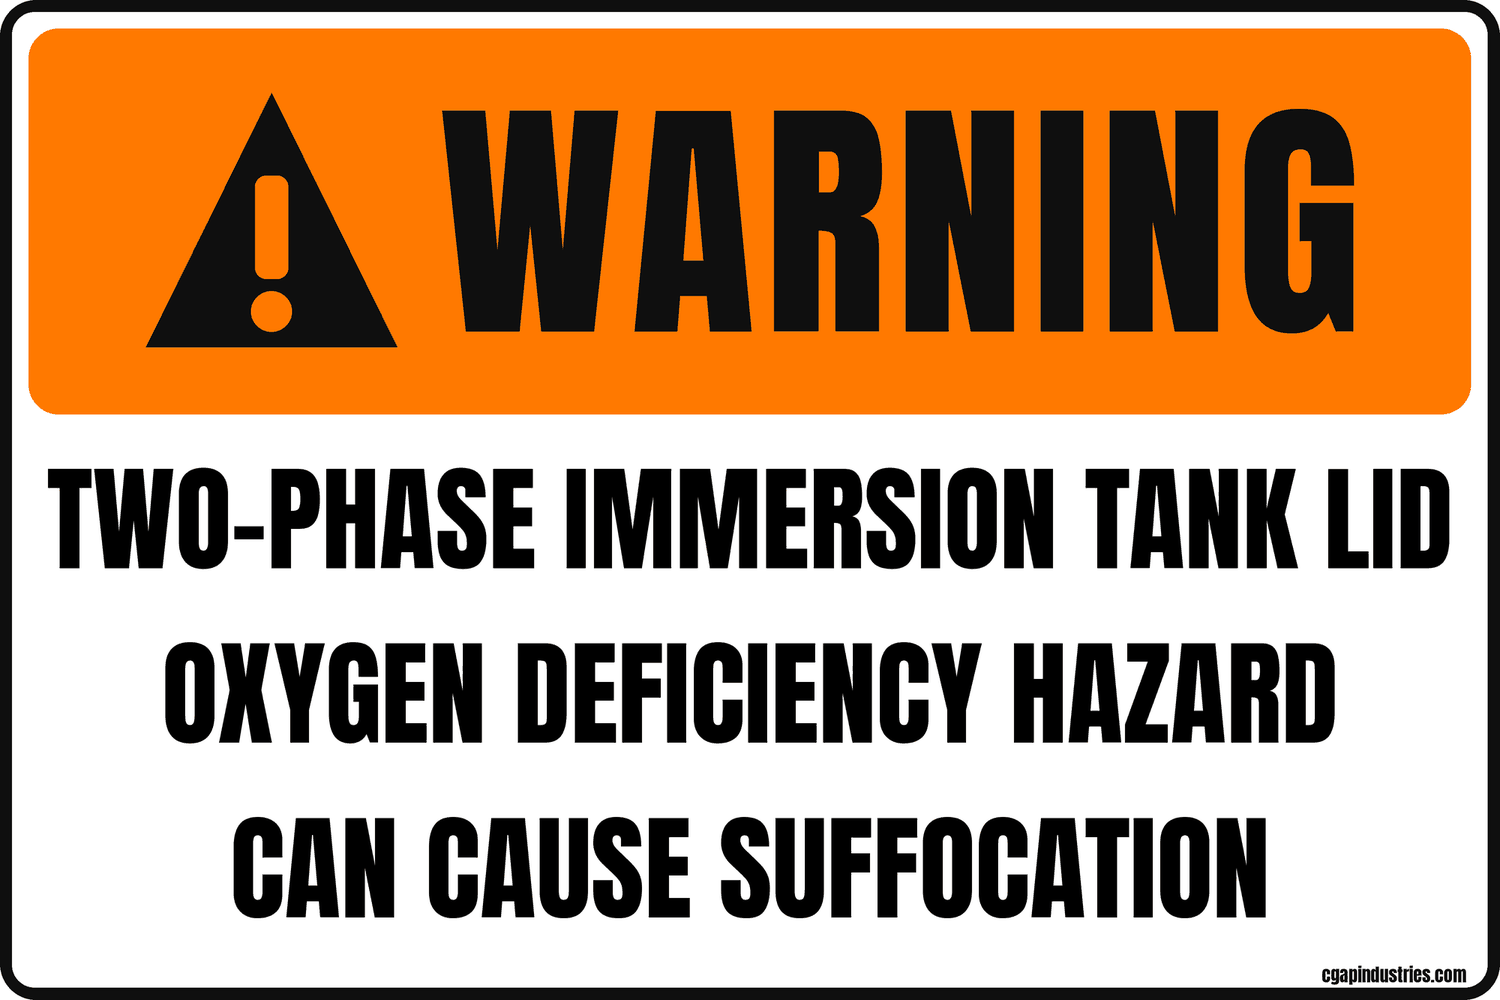 WARNING
TWO-PHASE IMMERSION TANK LID
OXYGEN DEFICIENCY HAZARD
CAN CAUSE SUFFOCATION
cgapindustries.com